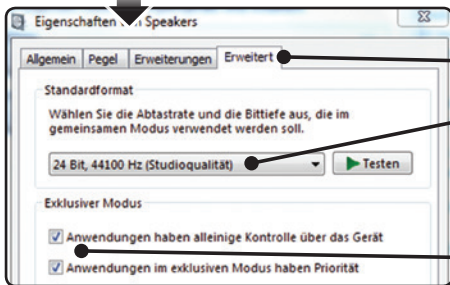 Eigenschaften von Speakers
Allgemein Pegel Erweiterungen Erweitert
Standardformat
Wählen Sie die Abtastrate und die Bittiefe aus, die im
gemeinsamen Modus verwendet werden soll.
24 Bit, 44100 Hz (Studioqualität) Testen
Exklusiver Modus
Anwendungen haben alleinige Kontrolle über das Gerät
Anwendungen im exklusiven Modus haben Priorität